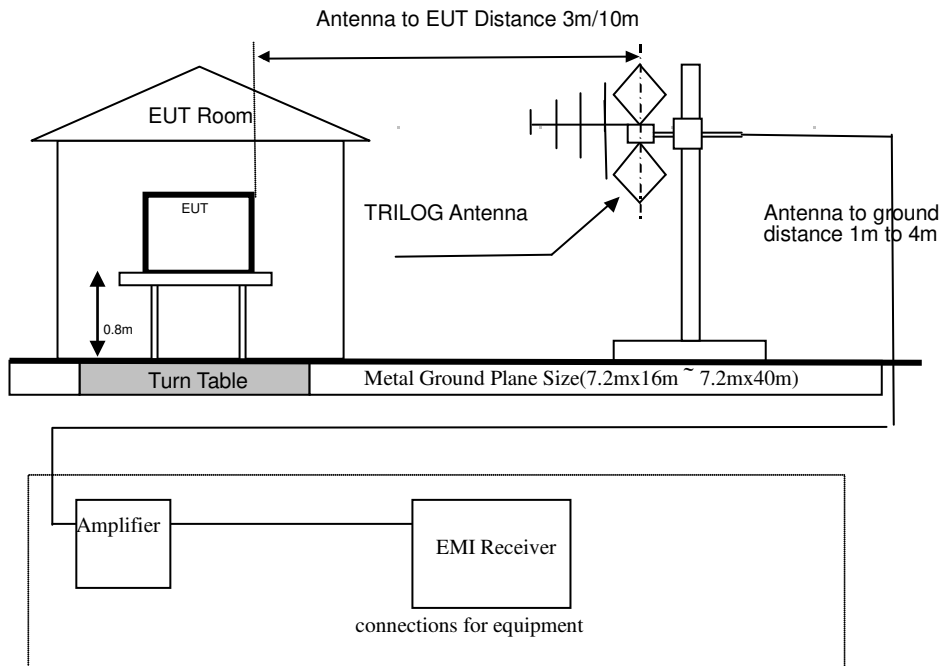 Antenna to EUT Distance 3m/10m
EUT Room
EUT
TRILOG Antenna
Antenna to ground
distance 1m to 4m
0.8m
Turn Table
Metal Ground Plane Size(7.2mx16m ~ 7.2mx40m)
Amplifier
EMI Receiver
connections for equipment